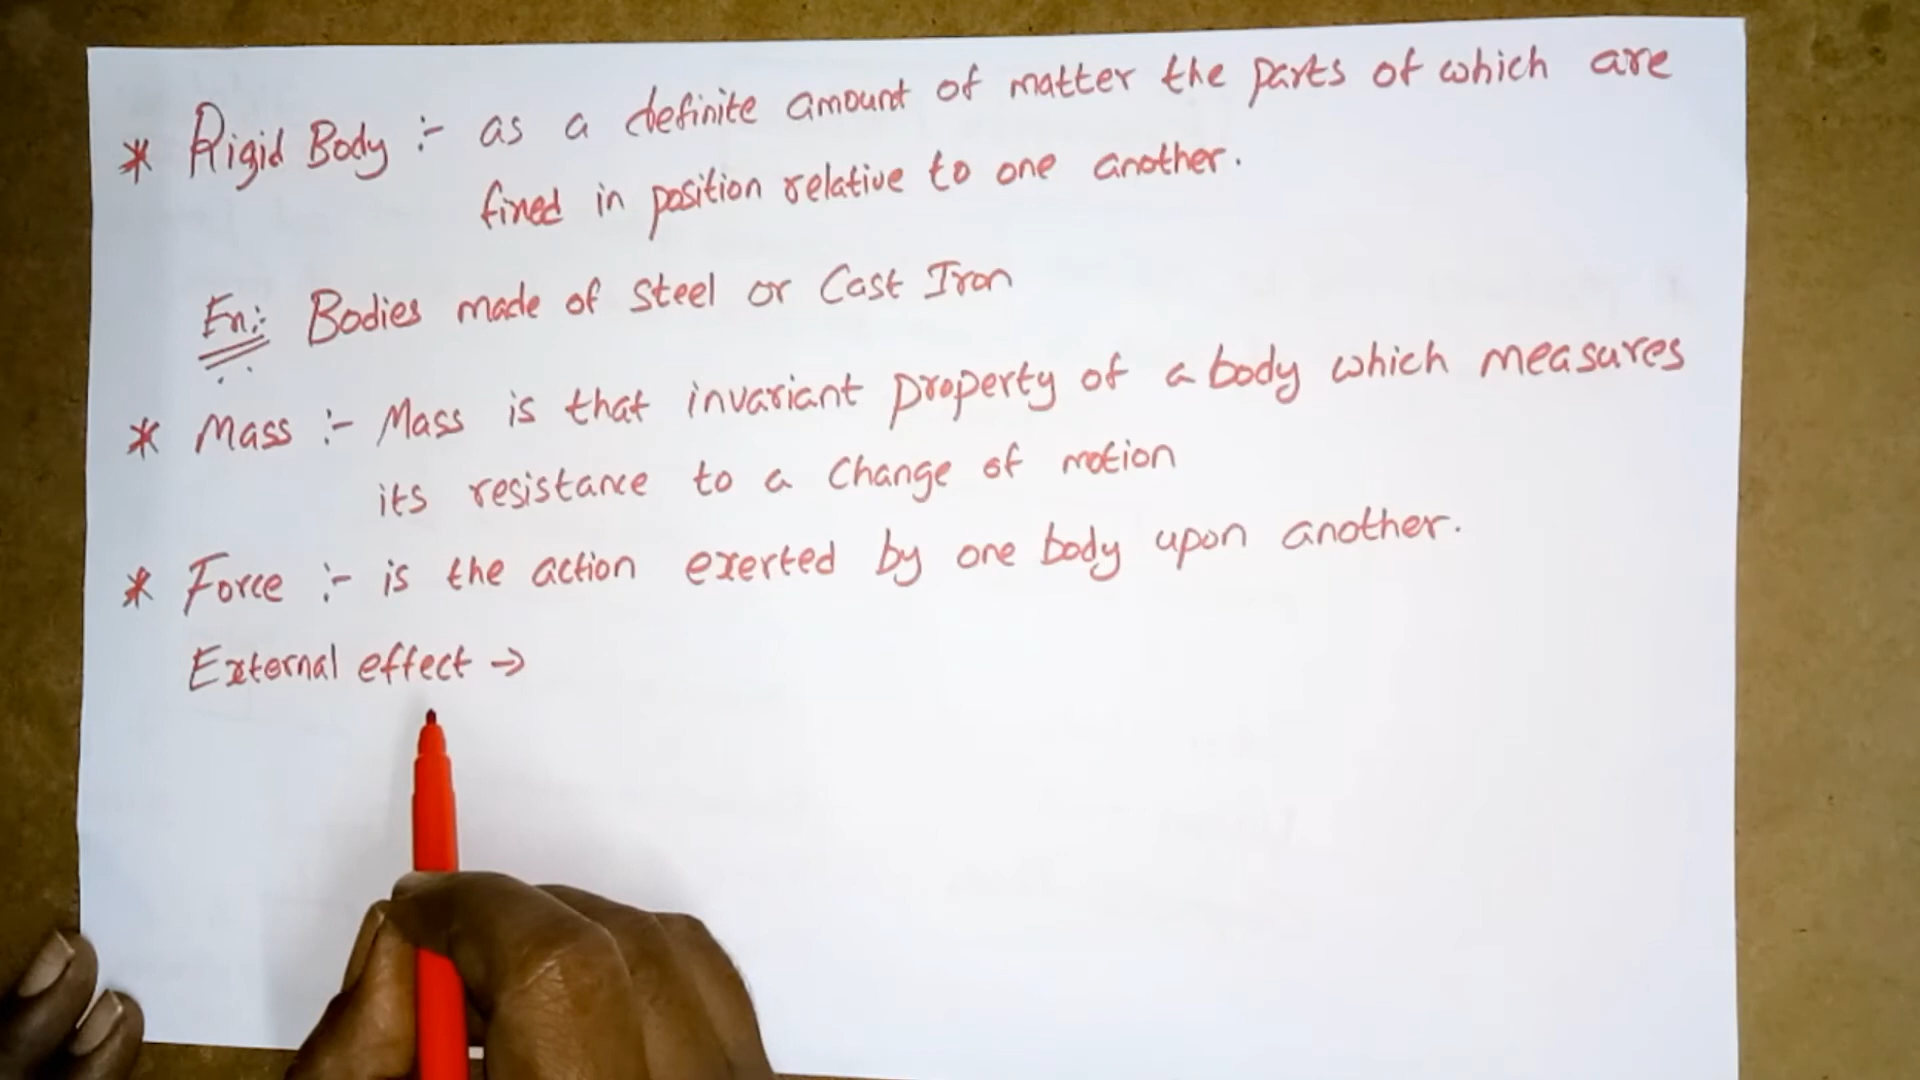 * Rigid Body :- as a definite amount of matter the parts of which are
fixed in position relative to one another.
Ex:- Bodies made of Steel or Cast Iron
* Mass :- Mass is that invariant property of a body which measures
its resistance to a Change of motion
* Force :- is the action exerted by one body upon another.
External effect →